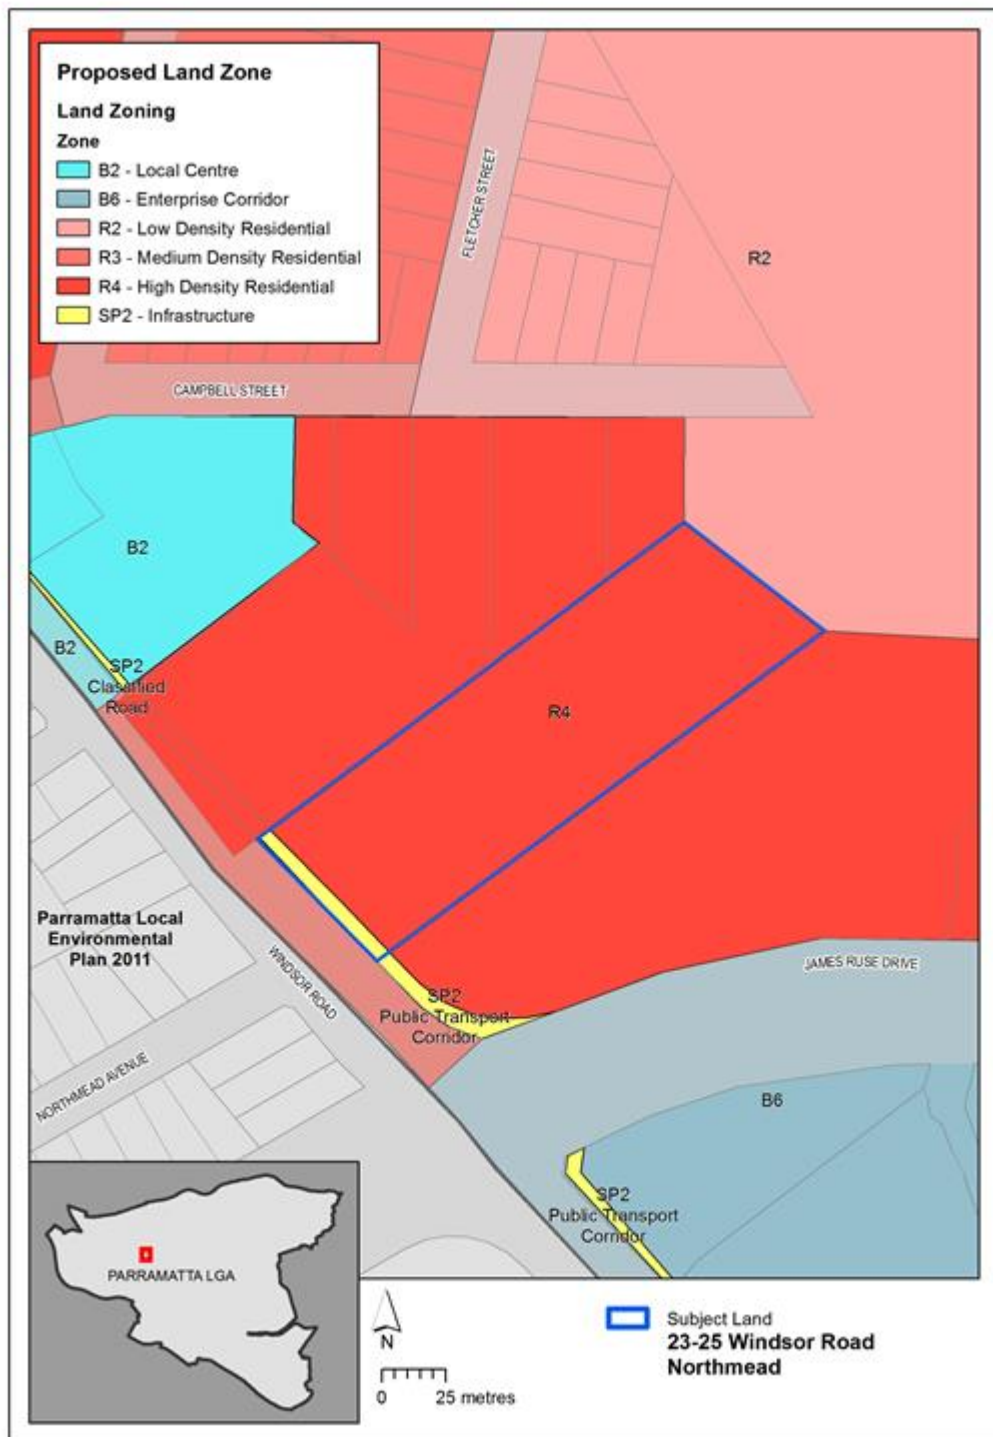 Proposed Land Zone
Land Zoning
Zone
B2 - Local Centre
B6 - Enterprise Corridor
R2 - Low Density Residential
R3 - Medium Density Residential
R4 - High Density Residential
SP2 - Infrastructure
FLETCHER STREET
R2
CAMPBELL STREET
B2
B2
SP2
Classified
Road
R4
Parramatta Local
Environmental
Plan 2011
WINDSOR ROAD
JAMES RUSE DRIVE
SP2
Public Transport
Corridor
NORTHMEAD AVENUE
B6
SP2
Public Transport
Corridor
PARRAMATTA LGA
N
0 25 metres
Subject Land
23-25 Windsor Road
Northmead